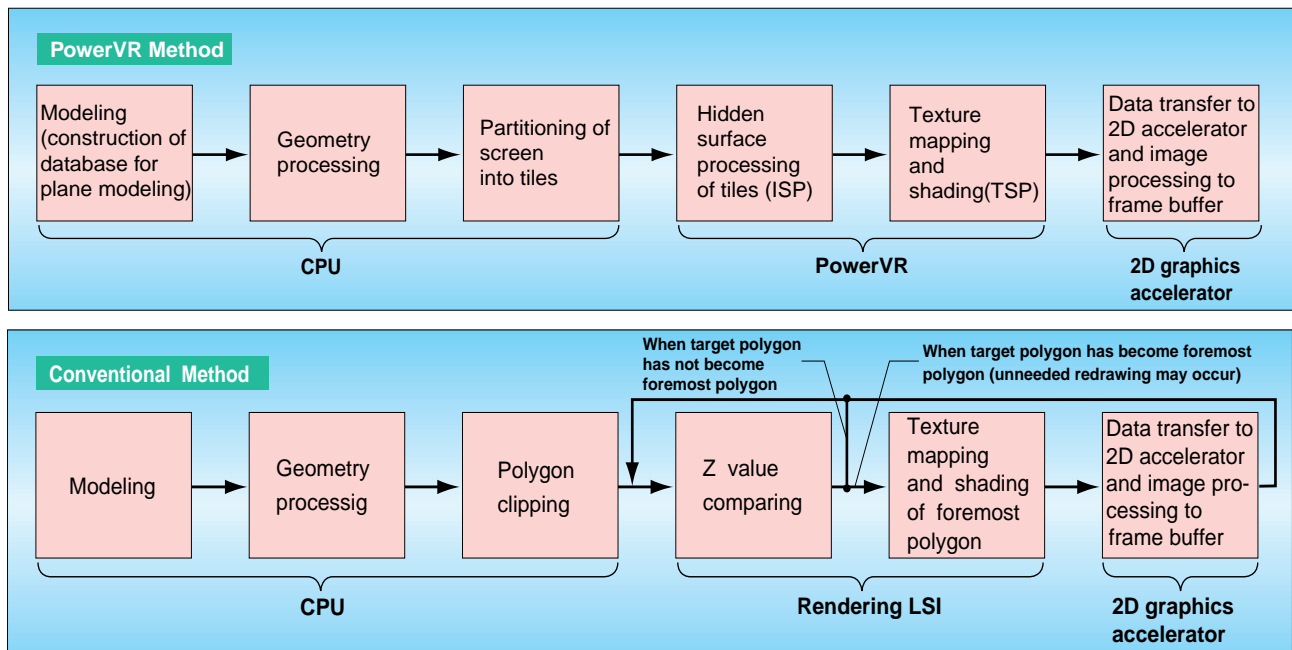 PowerVR Method
Modeling
(construction of
database for
plane modeling)
Geometry
processing
Partitioning of
screen
into tiles
Hidden
surface
processing
of tiles (ISP)
Texture
mapping
and
shading(TSP)
Data transfer to
2D accelerator
and image
processing to
frame buffer
CPU
PowerVR
2D graphics
accelerator
Conventional Method
When target polygon
has not become
foremost polygon
When target polygon has become foremost
polygon (unneeded redrawing may occur)
Modeling
Geometry
processig
Polygon
clipping
Z value
comparing
Texture
mapping
and shading
of foremost
polygon
Data transfer to
2D accelerator
and image pro-
cessing to
frame buffer
CPU
Rendering LSI
2D graphics
accelerator